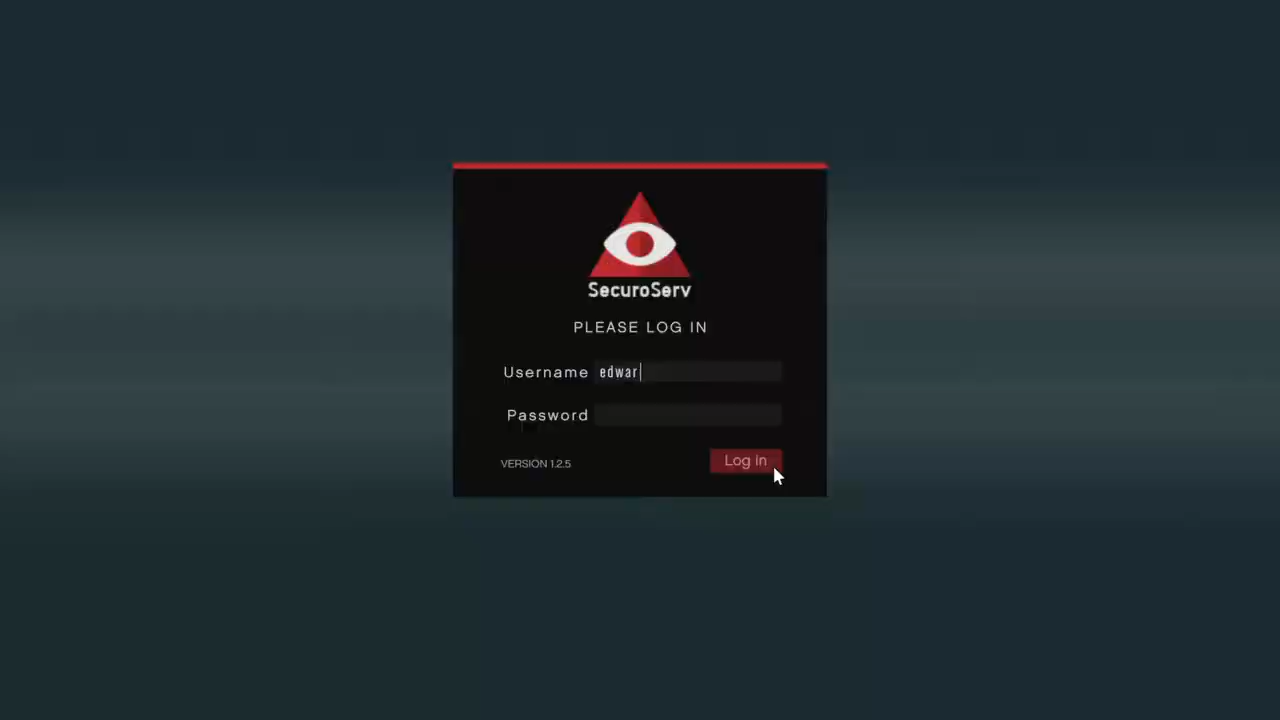 SecuroServ
PLEASE LOG IN
Username edwar
Password
VERSION 1.2.5 Log in